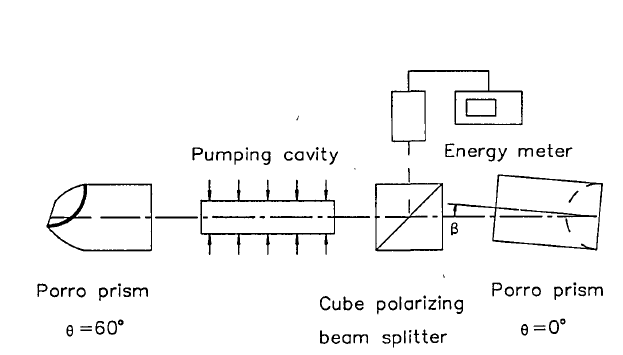 Pumping cavity
Energy meter
β
Porro prism
θ=60°
Cube polarizing
beam splitter
Porro prism
θ=0°